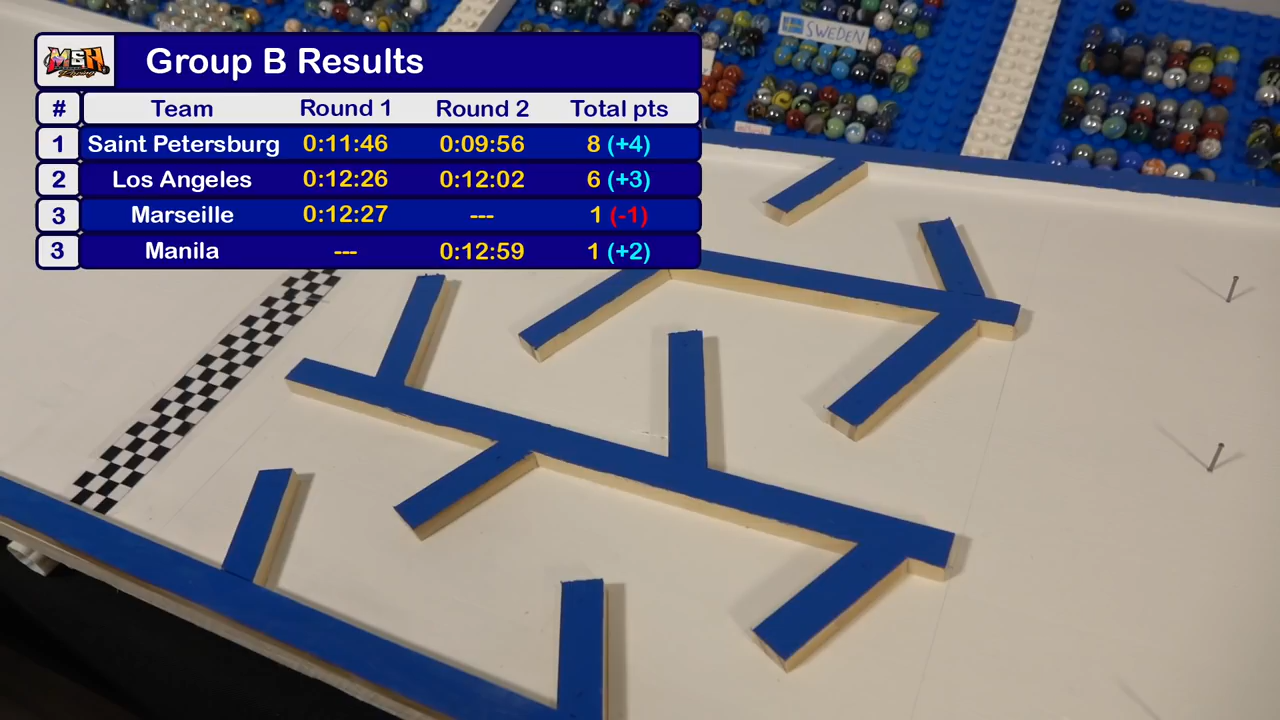 M&H
Racing
Group B Results
# Team Round 1 Round 2 Total pts
1 Saint Petersburg 0:11:46 0:09:56 8 (+4)
2 Los Angeles 0:12:26 0:12:02 6 (+3)
3 Marseille 0:12:27 --- 1 (-1)
3 Manila --- 0:12:59 1 (+2)
SWEDEN